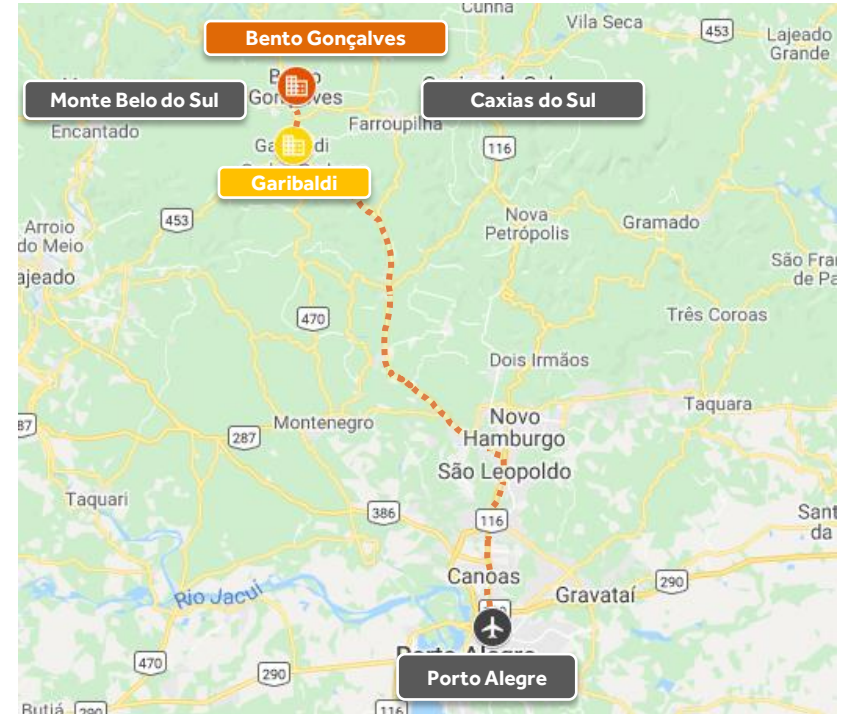 Cunha
Vila Seca
453
Lajeado
Grande
Bento Gonçalves
Monte Belo do Sul
Caxias do Sul
Encantado
Farroupilha
116
Garibaldi
453
Arroio
do Meio
Nova
Petrópolis
Gramado
São Fra
de Pa
ajeado
470
Três Coroas
Dois Irmãos
Taquara
87
Montenegro
287
Novo
Hamburgo
São Leopoldo
Taquari
386
116
Sant
da
Canoas
290
Gravataí
Rio Jacuí
Porto Alegre
470
290
Porto Alegre
Butiá
290
116